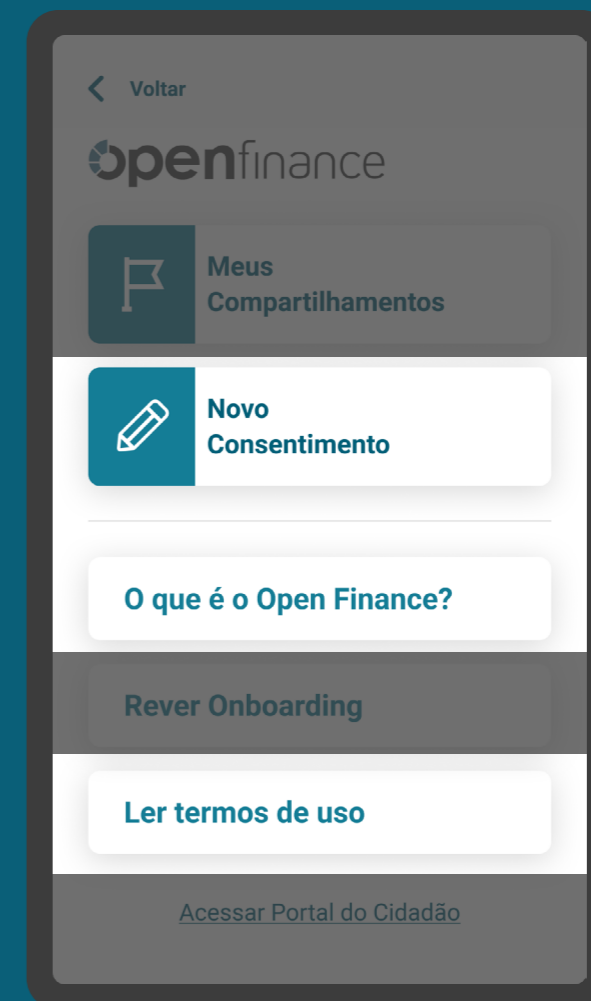 Voltar
openfinance
Meus
Compartilhamentos
Novo
Consentimento
O que é o Open Finance?
Rever Onboarding
Ler termos de uso
Acessar Portal do Cidadão